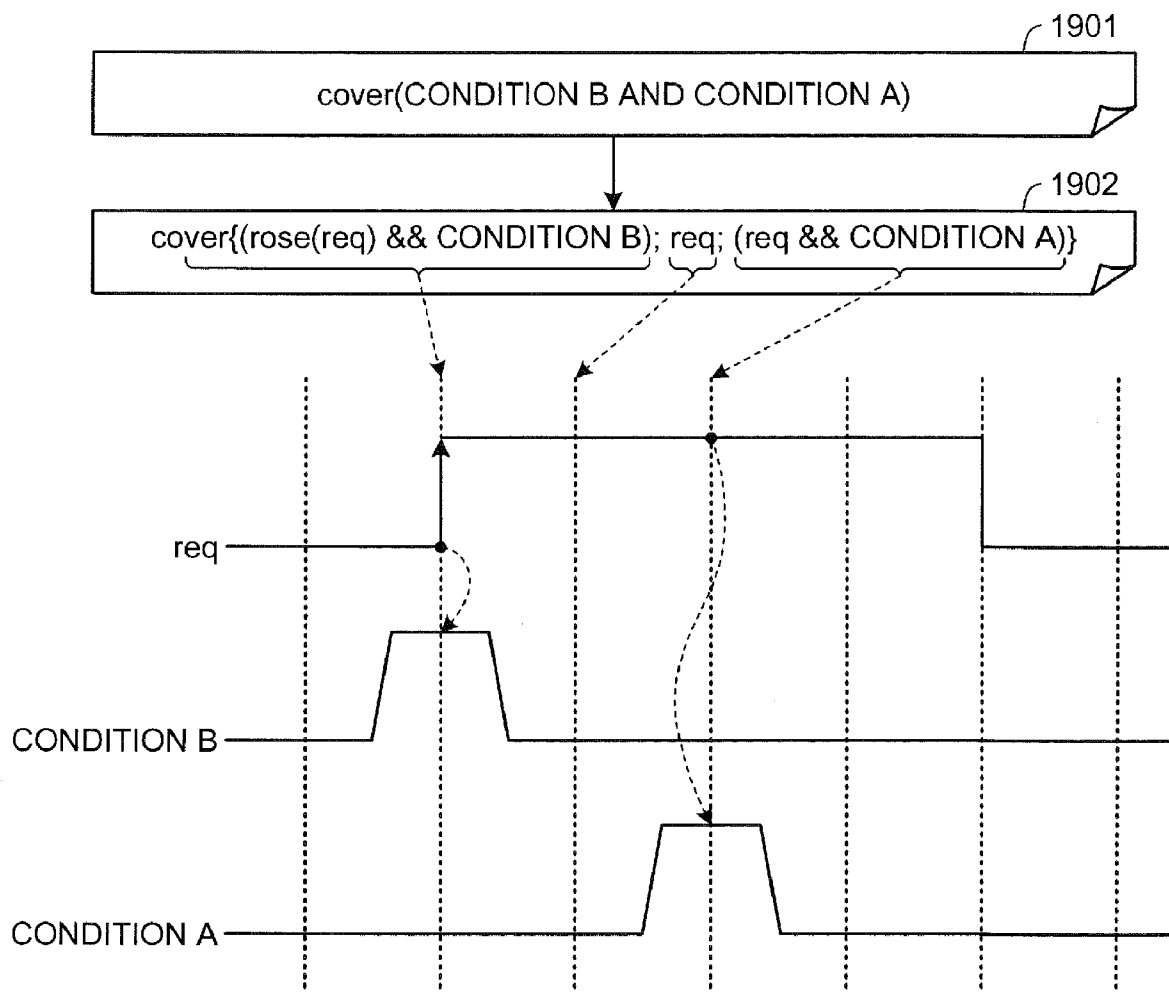 1901
cover(CONDITION B AND CONDITION A)
1902
cover{(rose(req) && CONDITION B); req; (req && CONDITION A)}
req
CONDITION B
CONDITION A